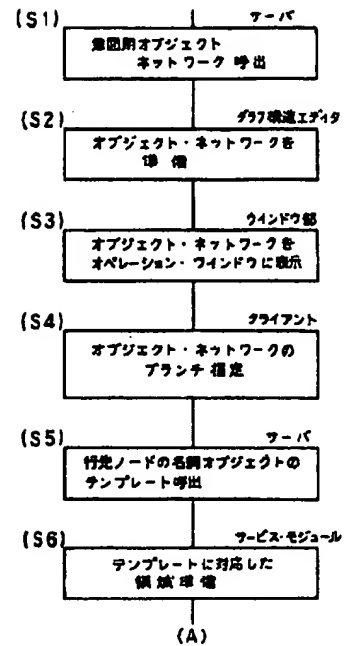 (S1) サーバ
意図用オブジェクト
ネットワーク 呼出
(S2) グラフ構造エディタ
オブジェクト・ネットワークを
準備
(S3) ウインドウ部
オブジェクト・ネットワークを
オペレーション・ウインドウに表示
(S4) クライアント
オブジェクト・ネットワークの
ブランチ指定
(S5) サーバ
行先ノードの名詞オブジェクトの
テンプレート呼出
(S6) サービス・モジュール
テンプレートに対応した
領域準備
(A)